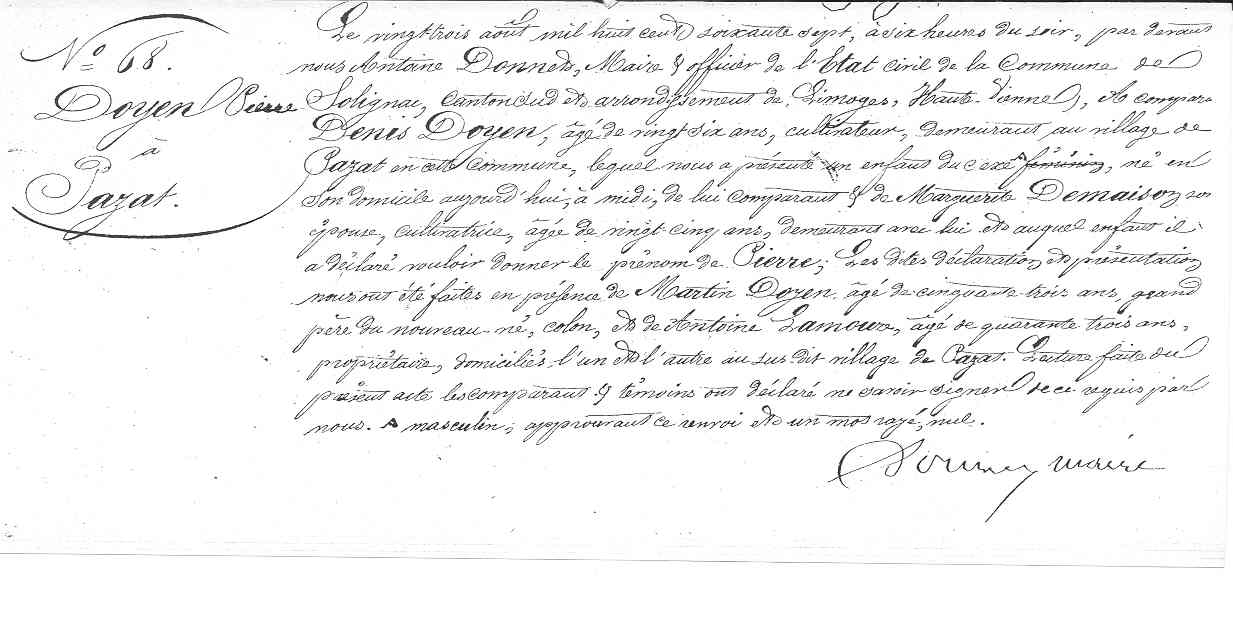 N° 68.
Doyen Pierre
à
Pazat.
Le vingt trois août mil huit cent soixante sept, à six heures du soir, par devant
nous Antoine Donnet, Maire & officier de l'Etat civil de la Commune de
Solignac, canton sud et arrondissement de Limoges, Haute-Vienne, A comparu
Denis Doyen, âgé de vingt six ans, cultivateur, demeurant au village de
Pazat en cette commune, lequel nous a présenté un enfant du sexe féminin, né en
son domicile aujourd'hui, à midi, de lui comparant & de Marguerite Demaison son
épouse, cultivatrice, âgée de vingt cinq ans, demeurant avec lui et auquel enfant il
a déclaré vouloir donner le prénom de Pierre; Les dites déclaration et présentation
nous ont été faites en présence de Martin Doyen âgé de cinquante-trois ans, grand
père du nouveau-né, colon, et de Antoine Lamoure, âgé de quarante trois ans,
propriétaire, domiciliés l'un et l'autre au sus-dit village de Pazat. Lecture faite du
présent acte les comparant & témoins ont déclaré ne savoir signer de ce requis par
nous. masculin; approuvant ce renvoi et un mot rayé, nul.
Donnet maire